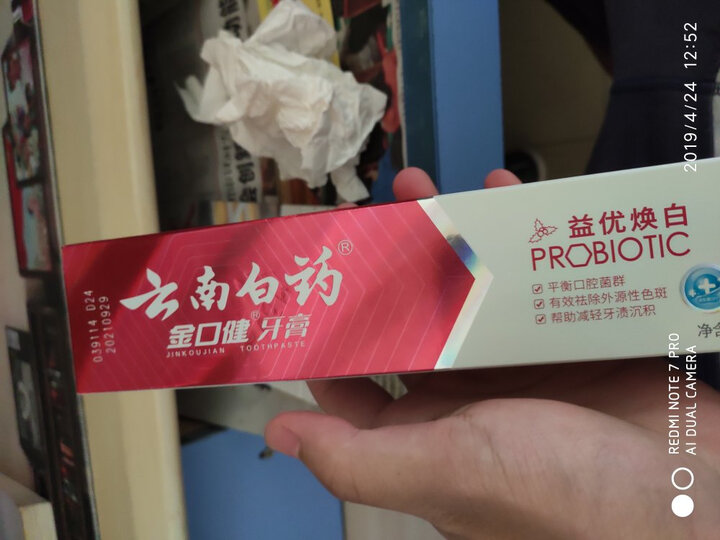 云南白药®
金口健®牙膏
JINKOUJIAN TOOTHPASTE
039114 D24
20210929
益优焕白
PROBIOTIC
平衡口腔菌群
有效祛除外源性色斑
帮助减轻牙渍沉积
净
2019/4/24 12:52
REDMI NOTE 7 PRO
AI DUAL CAMERA